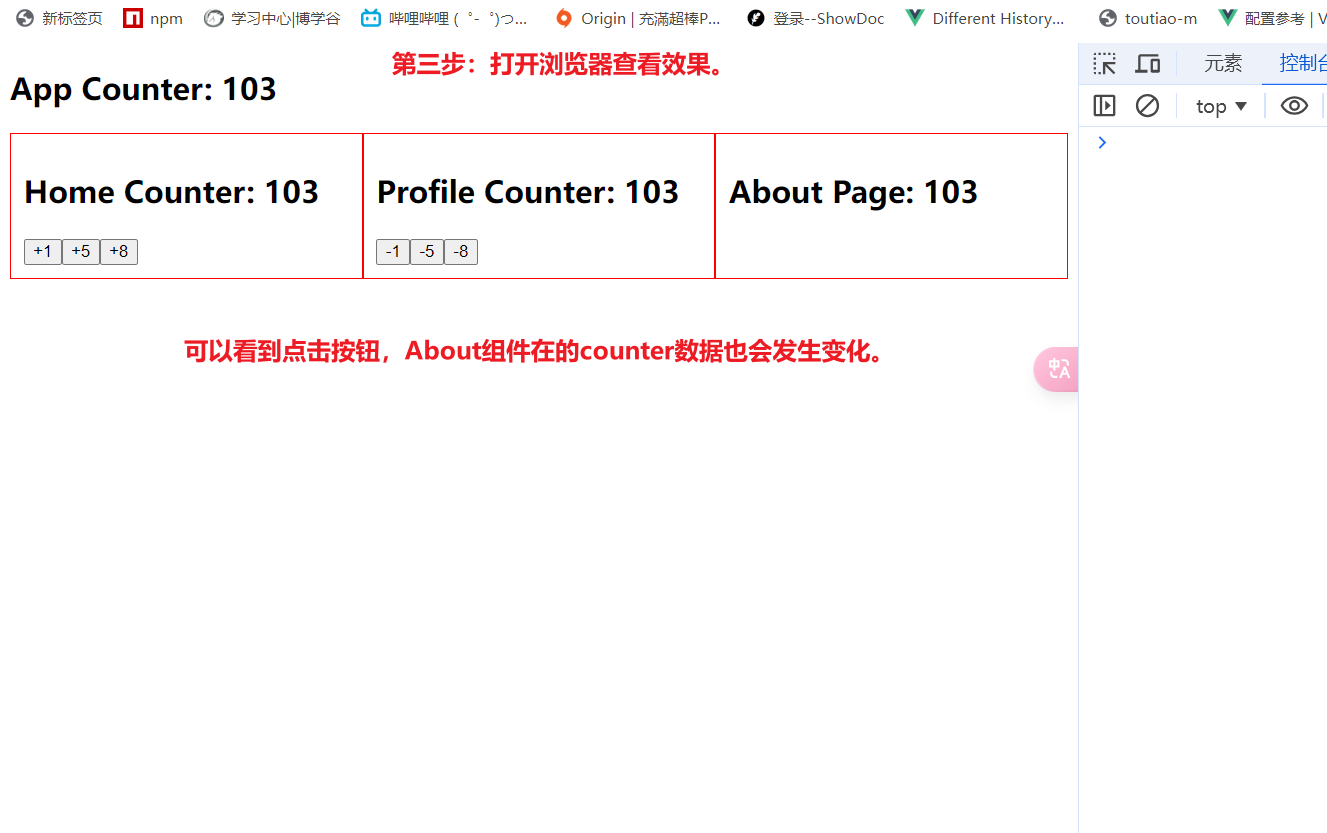 新标签页 npm 学习中心|博学谷 哔哩哔哩 (゜-゜)つ... Origin | 充满超棒P... 登录--ShowDoc Different History... toutiao-m 配置参考 | V
第三步：打开浏览器查看效果。
元素 控制台
App Counter: 103
top
Home Counter: 103 Profile Counter: 103 About Page: 103
+1 +5 +8 -1 -5 -8
可以看到点击按钮，About组件在的counter数据也会发生变化。
中 A